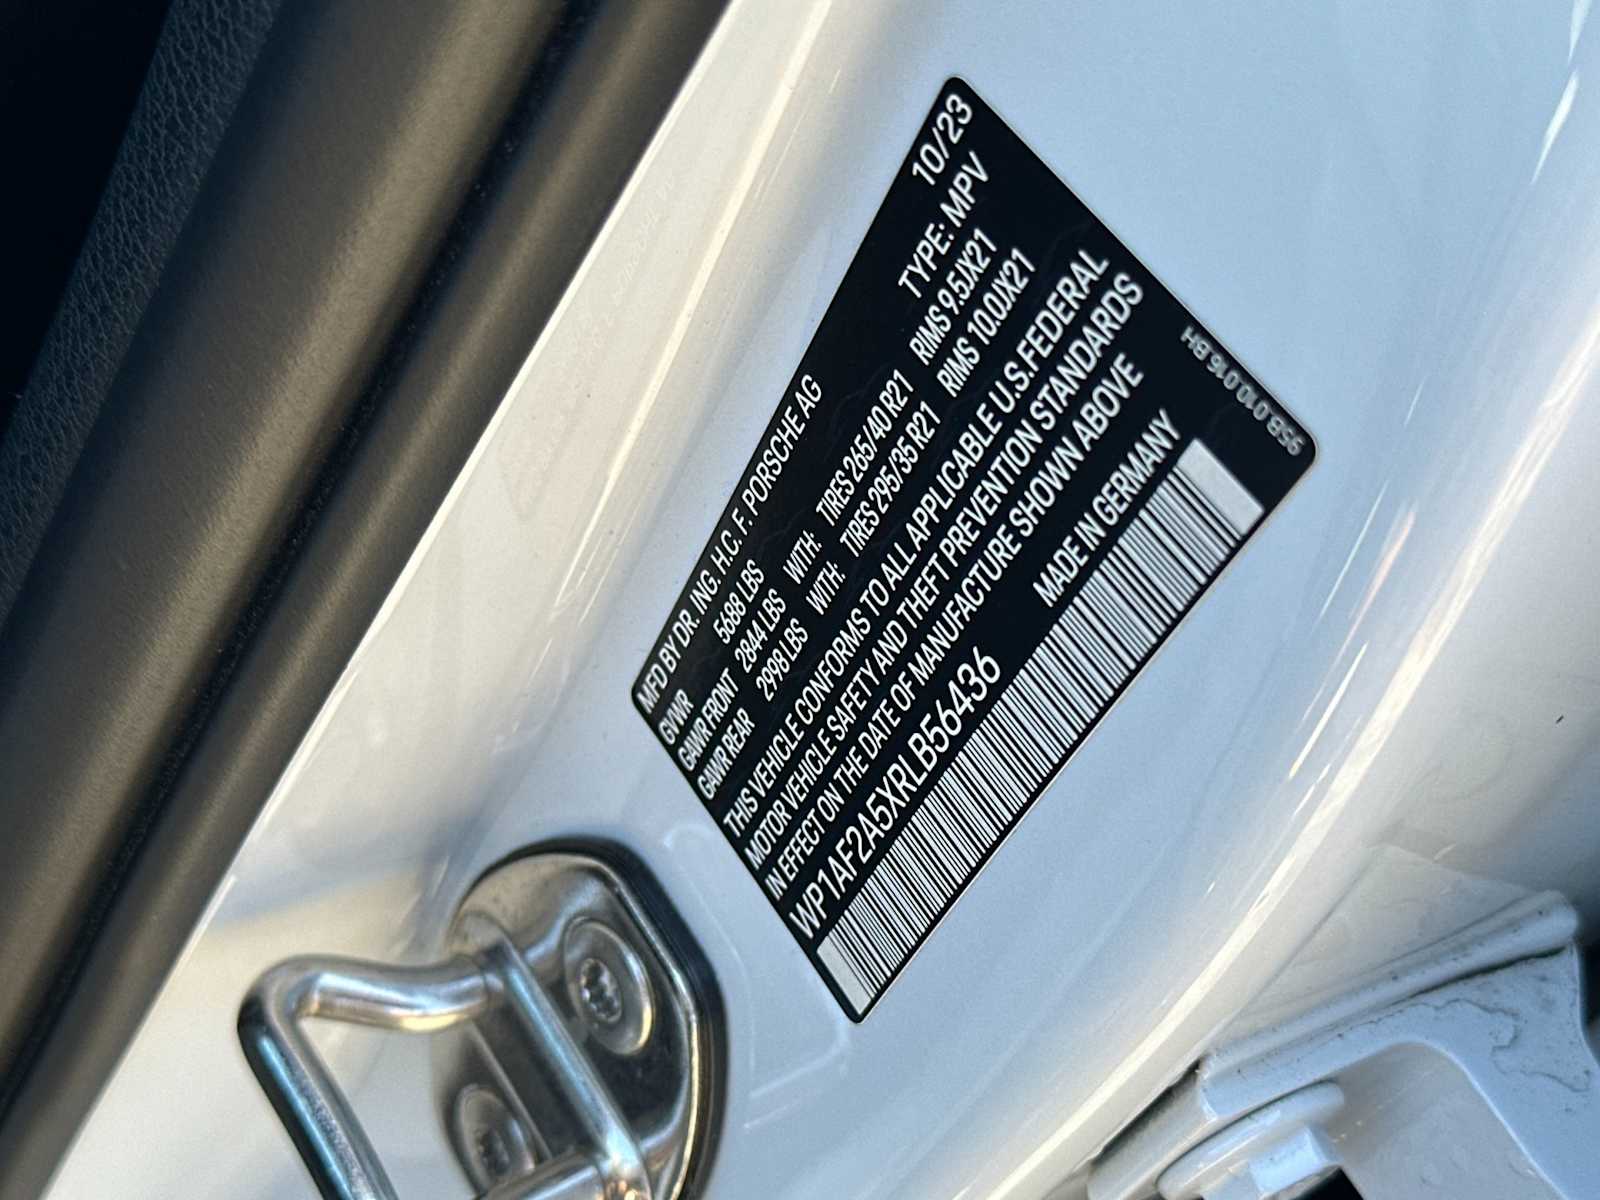 MFD BY DR. ING. H.C. F. PORSCHE AG 10/23
GVWR 5688 LBS TYPE: MPV
GAWR FRONT 2844 LBS WITH: TIRES 265/40 R21 RIMS 9.5JX21
GAWR REAR 2998 LBS WITH: TIRES 295/35 R21 RIMS 10.0JX21
THIS VEHICLE CONFORMS TO ALL APPLICABLE U.S. FEDERAL
MOTOR VEHICLE SAFETY AND THEFT PREVENTION STANDARDS
IN EFFECT ON THE DATE OF MANUFACTURE SHOWN ABOVE
WP1AF2A5XRLB56436 MADE IN GERMANY
95B.010.016.BH